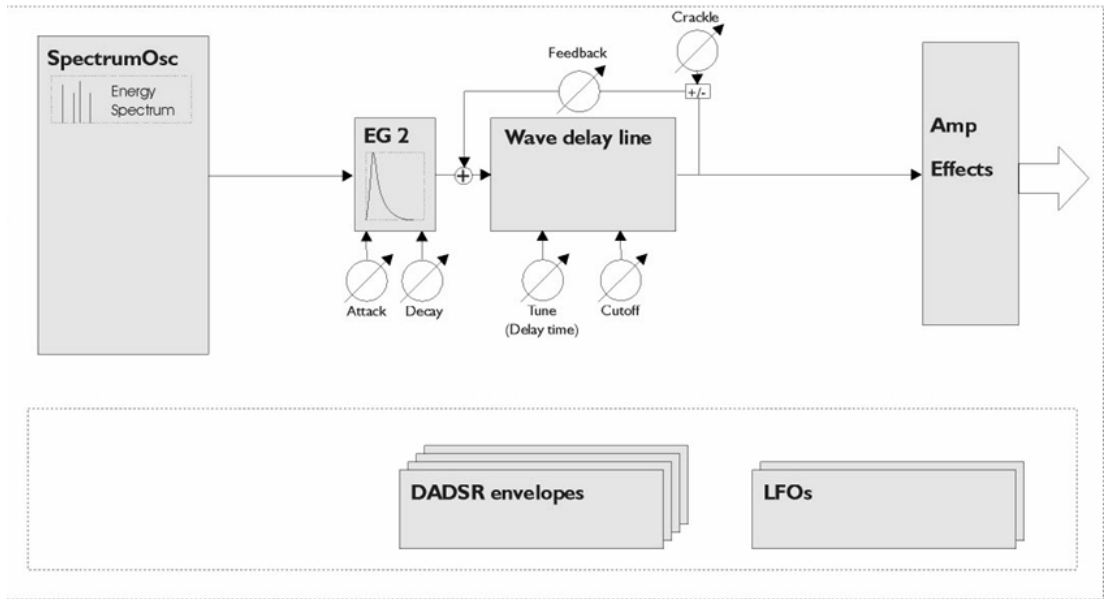 SpectrumOsc
Energy
Spectrum
EG 2
Attack
Decay
Feedback
Crackle
+/-
+
Wave delay line
Tune
(Delay time)
Cutoff
Amp
Effects
DADSR envelopes
LFOs